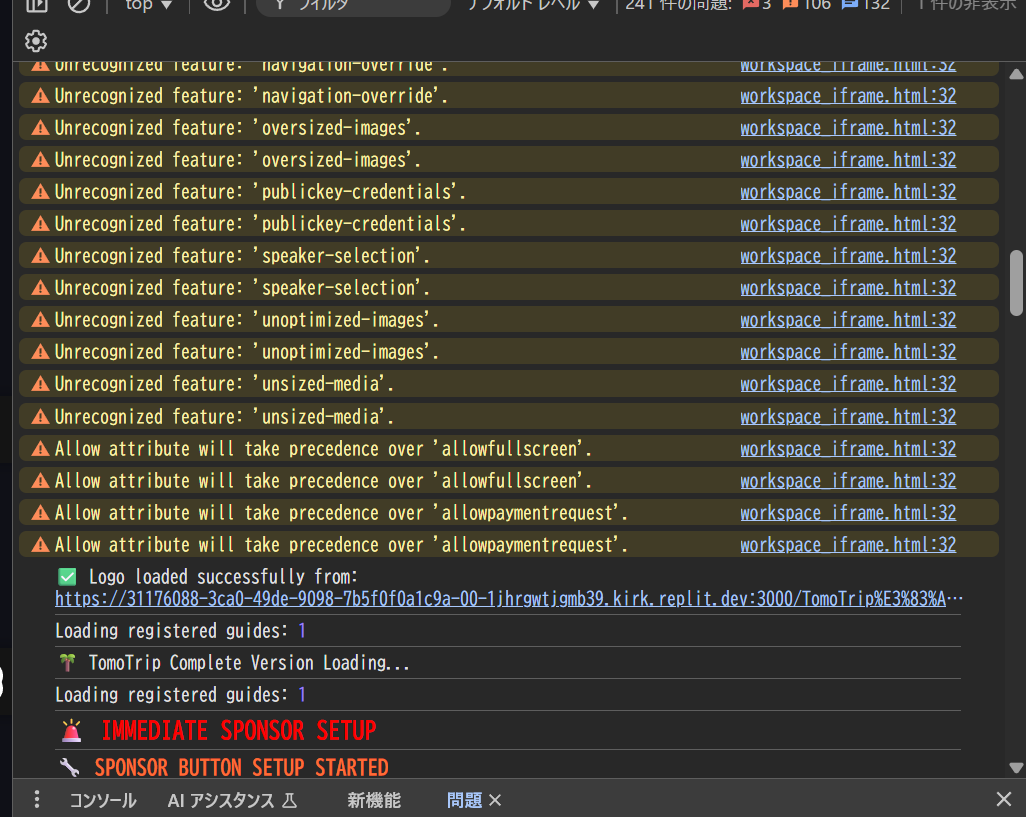 top
フィルタ
デフォルト レベル
241 件の問題: 3 106 132
1 件の非表示
Unrecognized feature: 'navigation-override'. workspace_iframe.html:32
Unrecognized feature: 'navigation-override'. workspace_iframe.html:32
Unrecognized feature: 'oversized-images'. workspace_iframe.html:32
Unrecognized feature: 'oversized-images'. workspace_iframe.html:32
Unrecognized feature: 'publickey-credentials'. workspace_iframe.html:32
Unrecognized feature: 'publickey-credentials'. workspace_iframe.html:32
Unrecognized feature: 'speaker-selection'. workspace_iframe.html:32
Unrecognized feature: 'speaker-selection'. workspace_iframe.html:32
Unrecognized feature: 'unoptimized-images'. workspace_iframe.html:32
Unrecognized feature: 'unoptimized-images'. workspace_iframe.html:32
Unrecognized feature: 'unsized-media'. workspace_iframe.html:32
Unrecognized feature: 'unsized-media'. workspace_iframe.html:32
Allow attribute will take precedence over 'allowfullscreen'. workspace_iframe.html:32
Allow attribute will take precedence over 'allowfullscreen'. workspace_iframe.html:32
Allow attribute will take precedence over 'allowpaymentrequest'. workspace_iframe.html:32
Allow attribute will take precedence over 'allowpaymentrequest'. workspace_iframe.html:32
✅ Logo loaded successfully from:
https://31176088-3ca0-49de-9098-7b5f0f0a1c9a-00-1jhrgwtjgmb39.kirk.replit.dev:3000/TomoTrip%E3%83%A…
Loading registered guides: 1
🌴 TomoTrip Complete Version Loading...
Loading registered guides: 1
🚨 IMMEDIATE SPONSOR SETUP
🔧 SPONSOR BUTTON SETUP STARTED
コンソール AI アシスタンス 新機能 問題